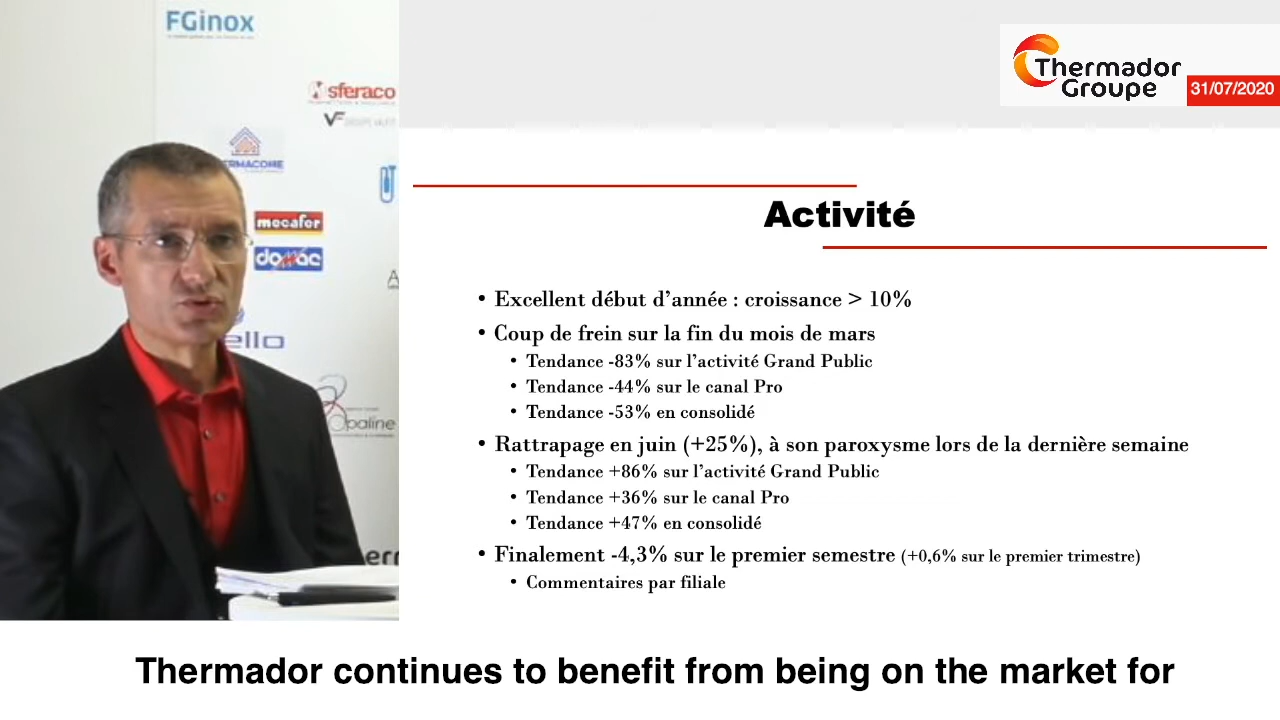 FGinox
sferaco
VF
mecafer
domac
ello
opaline
Thermador
Groupe
31/07/2020
Activité
• Excellent début d’année : croissance > 10%
• Coup de frein sur la fin du mois de mars
• Tendance -83% sur l’activité Grand Public
• Tendance -44% sur le canal Pro
• Tendance -53% en consolidé
• Rattrapage en juin (+25%), à son paroxysme lors de la dernière semaine
• Tendance +86% sur l’activité Grand Public
• Tendance +36% sur le canal Pro
• Tendance +47% en consolidé
• Finalement -4,3% sur le premier semestre (+0,6% sur le premier trimestre)
• Commentaires par filiale
Thermador continues to benefit from being on the market for